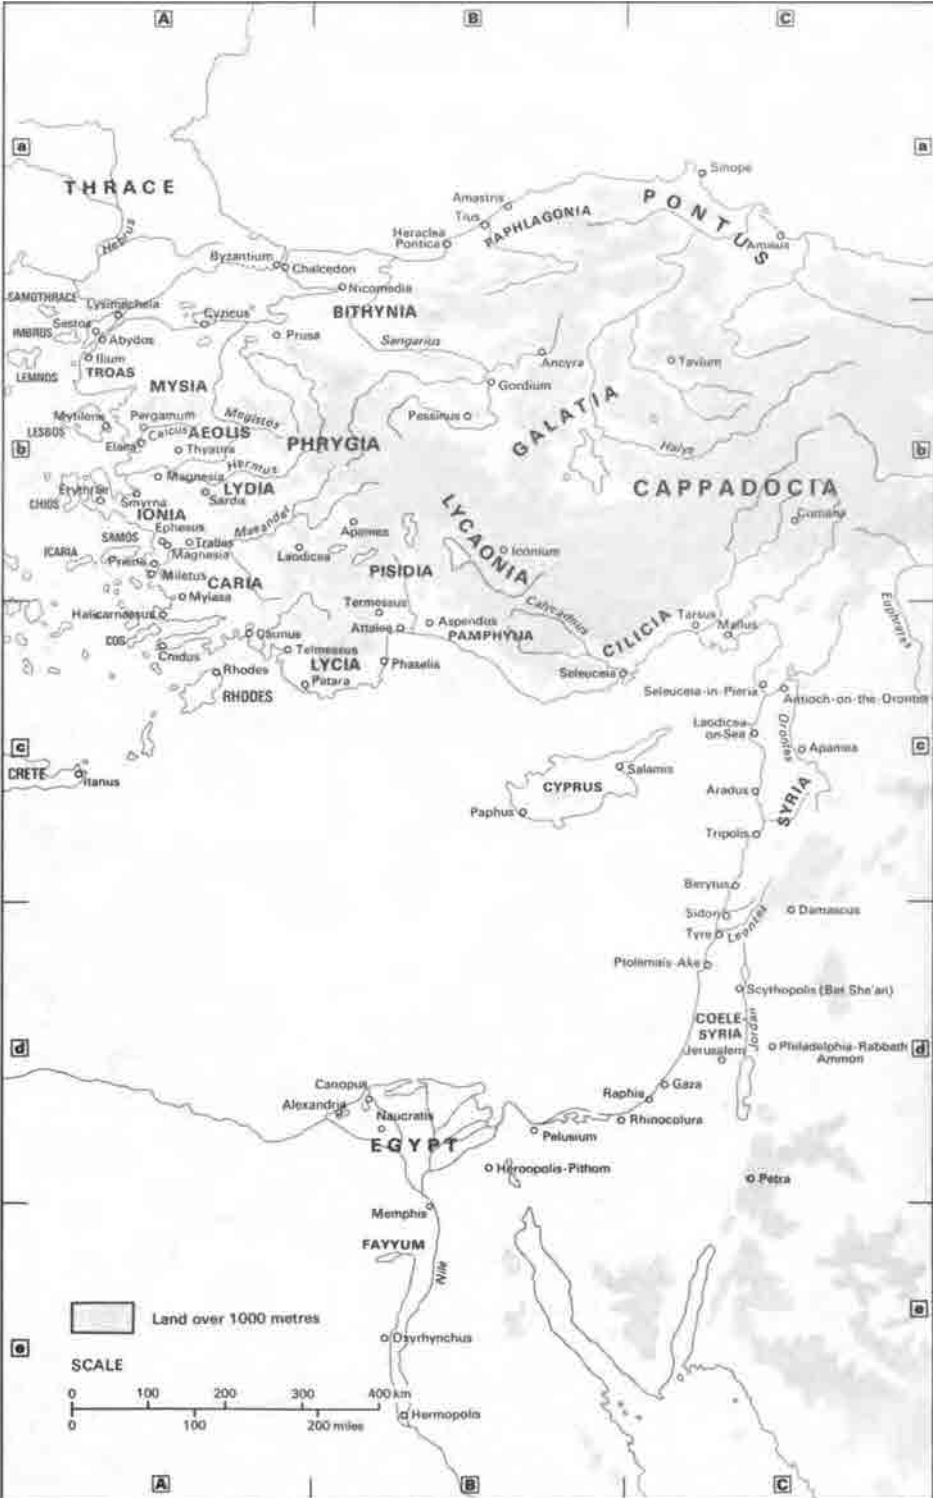 A
B
C
a
a
Sinope
THRACE
Amastris
PONTUS
Tius
PAPHLAGONIA
Hebrus
Heraclea
Pontica
Amisus
Byzantium
Chalcedon
Nicomedia
SAMOTHRACE
Lysimacheia
BITHYNIA
Cyzicus
IMBRUS
Sestos
Abydos
Prusa
Sangarius
Ilium
Ancyra
Tavium
LEMNOS
TROAS
MYSIA
Gordium
GALATIA
Mytilene
Pergamum
Megistos
Pessinus
LESBOS
Caicus
AEOLIS
PHRYGIA
b
Elaea
Thyatira
Halys
b
Hermus
Magnesia
Erythrae
Smyrna
LYDIA
Sardis
CAPPADOCIA
CHIOS
IONIA
LYCAONIA
Comana
Ephesus
Maeander
Apamea
SAMOS
Tralles
ICARIA
Magnesia
Laodicea
Iconium
Priene
PISIDIA
Miletus
CARIA
Mylasa
Calycadnus
Euphrates
Termessus
Halicarnassus
Aspendus
CILICIA
Tarsus
Mallus
Attaleia
PAMPHYLIA
COS
Cnidus
Telmessus
LYCIA
Phaselis
Seleuceia
Rhodes
Patara
Seleuceia-in-Pieria
RHODES
Antioch-on-the-Orontes
Laodicea
on-Sea
Orontes
c
c
Apamea
CRETE
Itanus
Salamis
CYPRUS
Aradus
SYRIA
Paphus
Tripolis
Berytus
Sidon
Damascus
Tyre
Leontes
Ptolemais-Ake
Scythopolis (Bet She'an)
COELE-
SYRIA
Jordan
d
Jerusalem
Philadelphia-Rabbath
Ammon
d
Canopus
Gaza
Alexandria
Raphia
Naucratis
Rhinocolura
EGYPT
Pelusium
Heroopolis-Pithom
Petra
Memphis
FAYYUM
Nile
Land over 1000 metres
e
Oxyrhynchus
e
SCALE
0 100 200 300 400 km
0 100 200 miles
Hermopolis
A
B
C